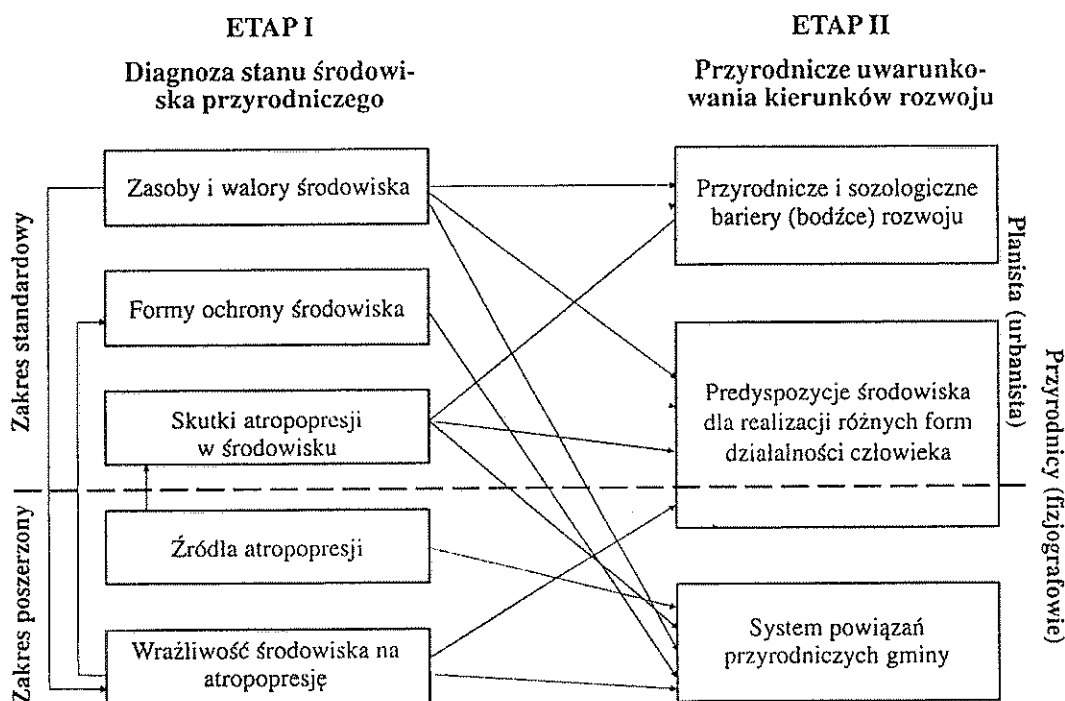 ETAP I
Diagnoza stanu środowi-
ska przyrodniczego
ETAP II
Przyrodnicze uwarunko-
wania kierunków rozwoju
Zakres standardowy
Zakres poszerzony
Zasoby i walory środowiska
Formy ochrony środowiska
Skutki atropopresji
w środowisku
Źródła atropopresji
Wrażliwość środowiska na
atropopresję
Przyrodnicze i sozologiczne
bariery (bodźce) rozwoju
Predyspozycje środowiska
dla realizacji różnych form
działalności człowieka
System powiązań
przyrodniczych gminy
Planista (urbanista)
Przyrodnicy (fizjografowie)